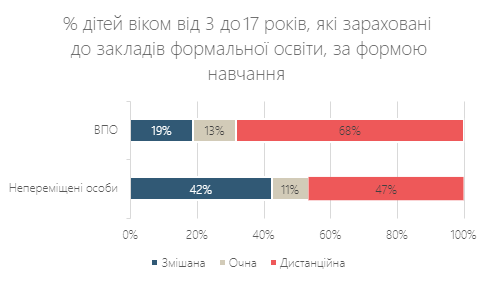 % дітей віком від 3 до 17 років, які зараховані
до закладів формальної освіти, за формою
навчання
ВПО
19%
13%
68%
Непереміщені особи
42%
11%
47%
0%
20%
40%
60%
80%
100%
Змішана
Очна
Дистанційна